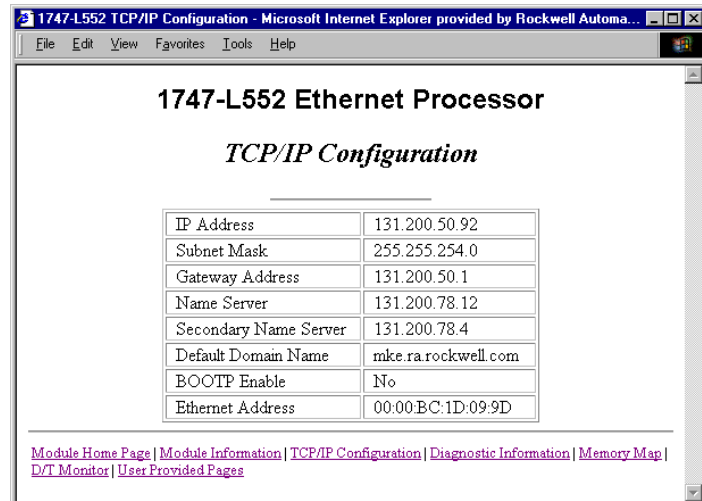 1747-L552 TCP/IP Configuration - Microsoft Internet Explorer provided by Rockwell Automa...
File Edit View Favorites Tools Help
1747-L552 Ethernet Processor
TCP/IP Configuration
IP Address 131.200.50.92
Subnet Mask 255.255.254.0
Gateway Address 131.200.50.1
Name Server 131.200.78.12
Secondary Name Server 131.200.78.4
Default Domain Name mke.ra.rockwell.com
BOOTP Enable No
Ethernet Address 00:00:BC:1D:09:9D
Module Home Page | Module Information | TCP/IP Configuration | Diagnostic Information | Memory Map |
D/T Monitor | User Provided Pages